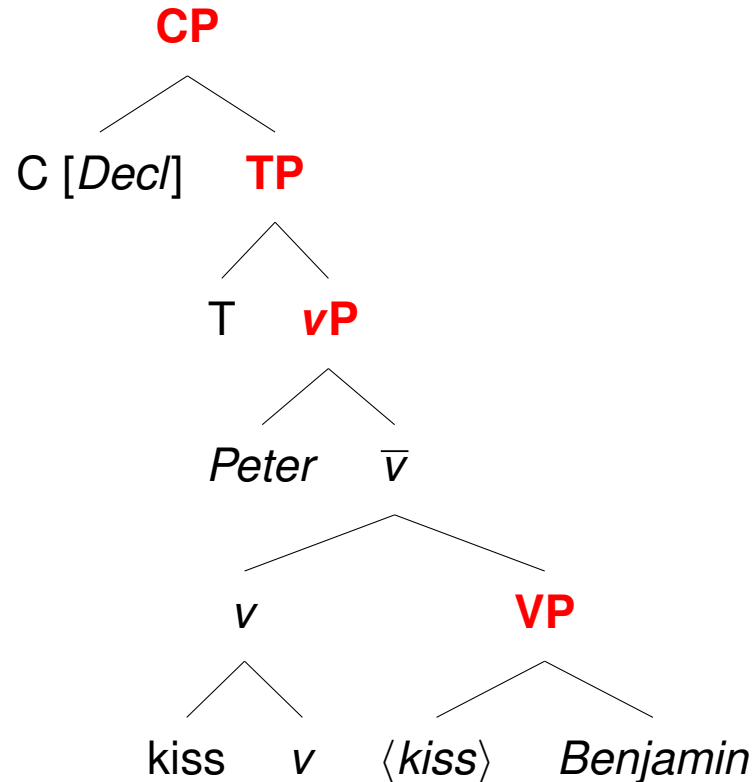 CP
C [Decl] TP
T vP
Peter v̅
v VP
kiss v ⟨kiss⟩ Benjamin